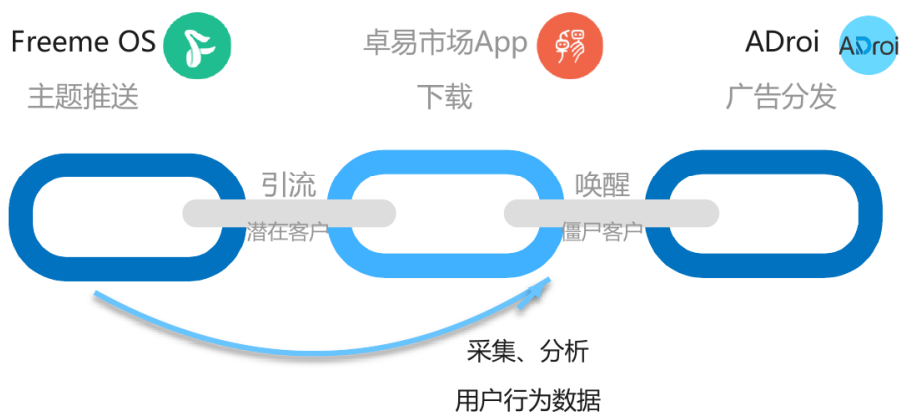 Freeme OS
卓易市场App
ADroi
ADroi
主题推送
下载
广告分发
引流
唤醒
潜在客户
僵尸客户
采集、分析
用户行为数据